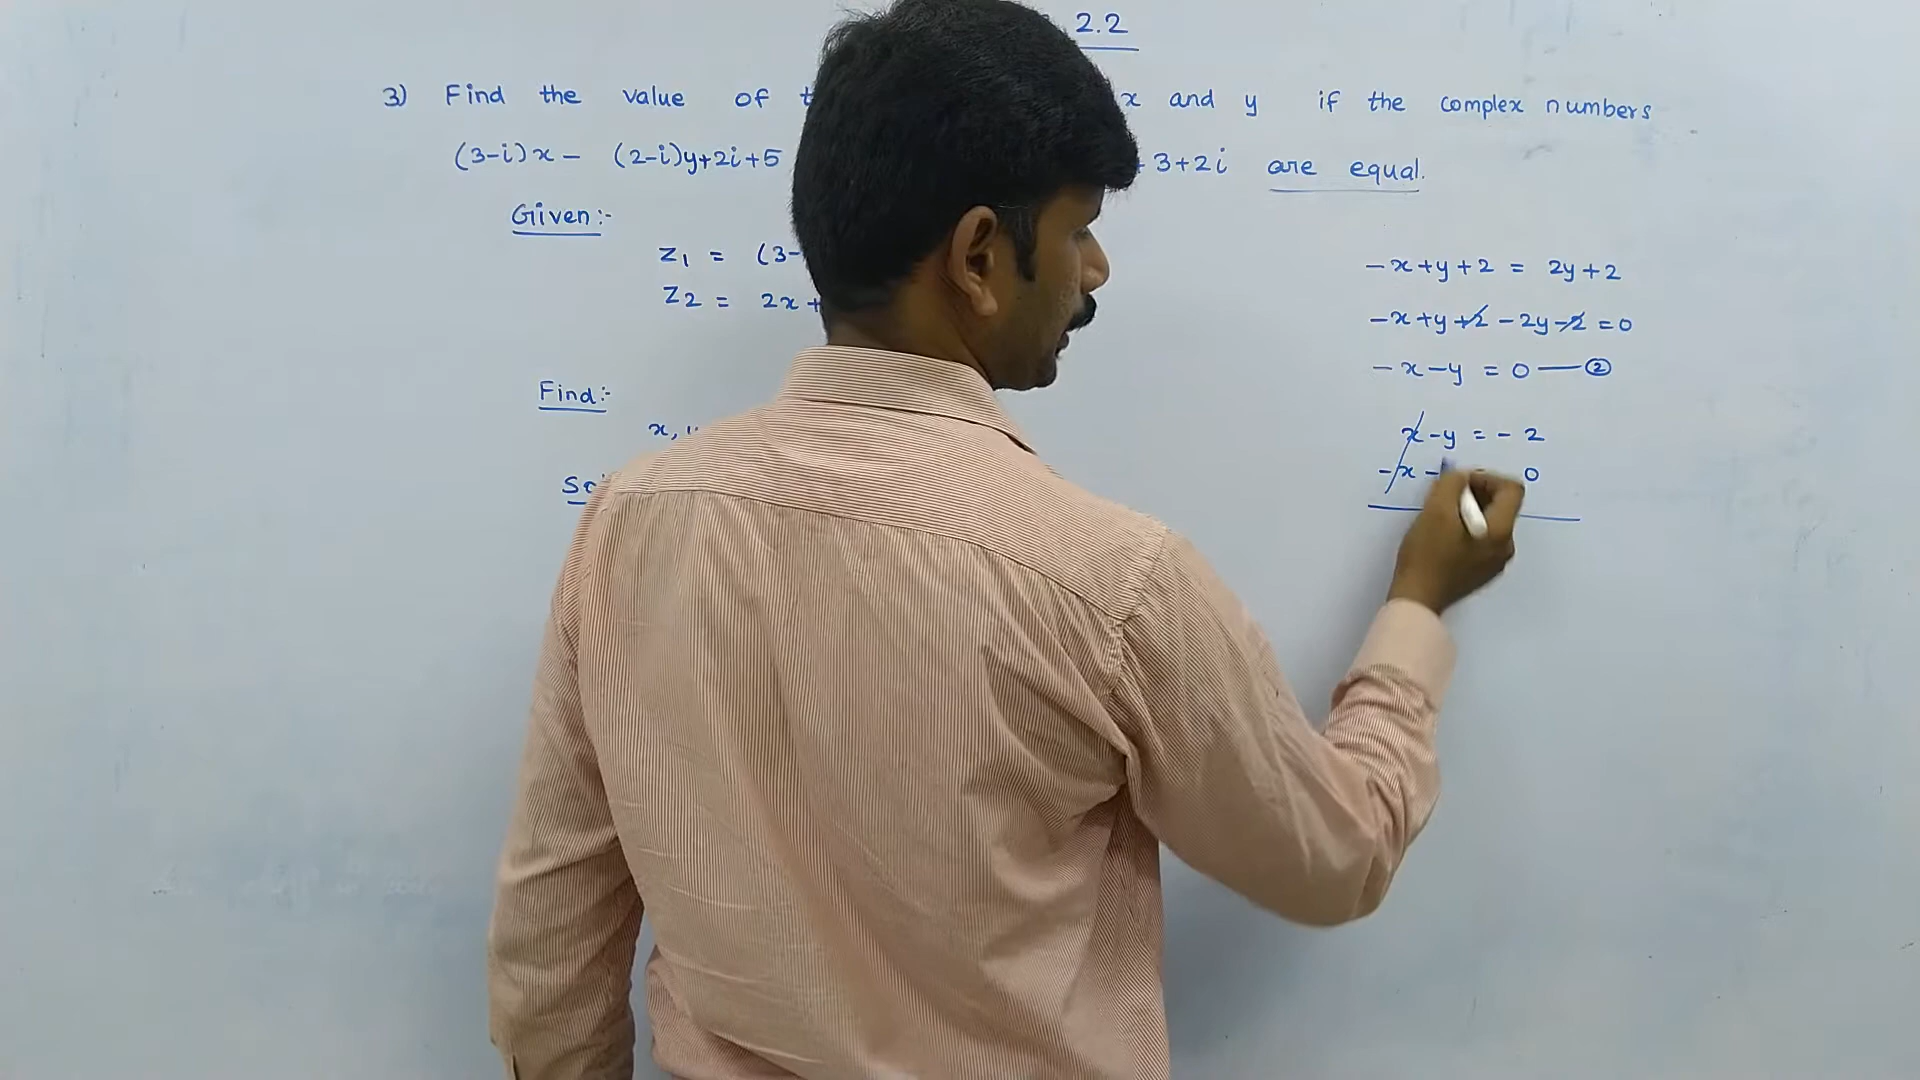 2.2
3) Find the value of x and y if the complex numbers
(3-i)x - (2-i)y+2i+5 3+2i are equal.
Given:-
z1 = (3-
z2 = 2x+
Find:-
x,
-x+y+2 = 2y+2
-x+y+2-2y-2=0
-x-y = 0 — ②
x-y = -2
-x - 0